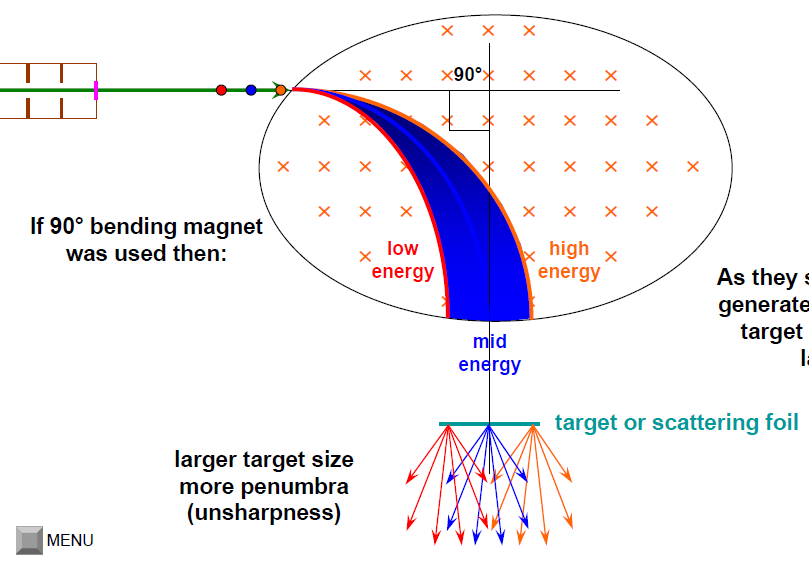 90°
If 90° bending magnet
was used then:
low
energy
high
energy
As they
generate
target
mid
energy
target or scattering foil
larger target size
more penumbra
(unsharpness)
MENU